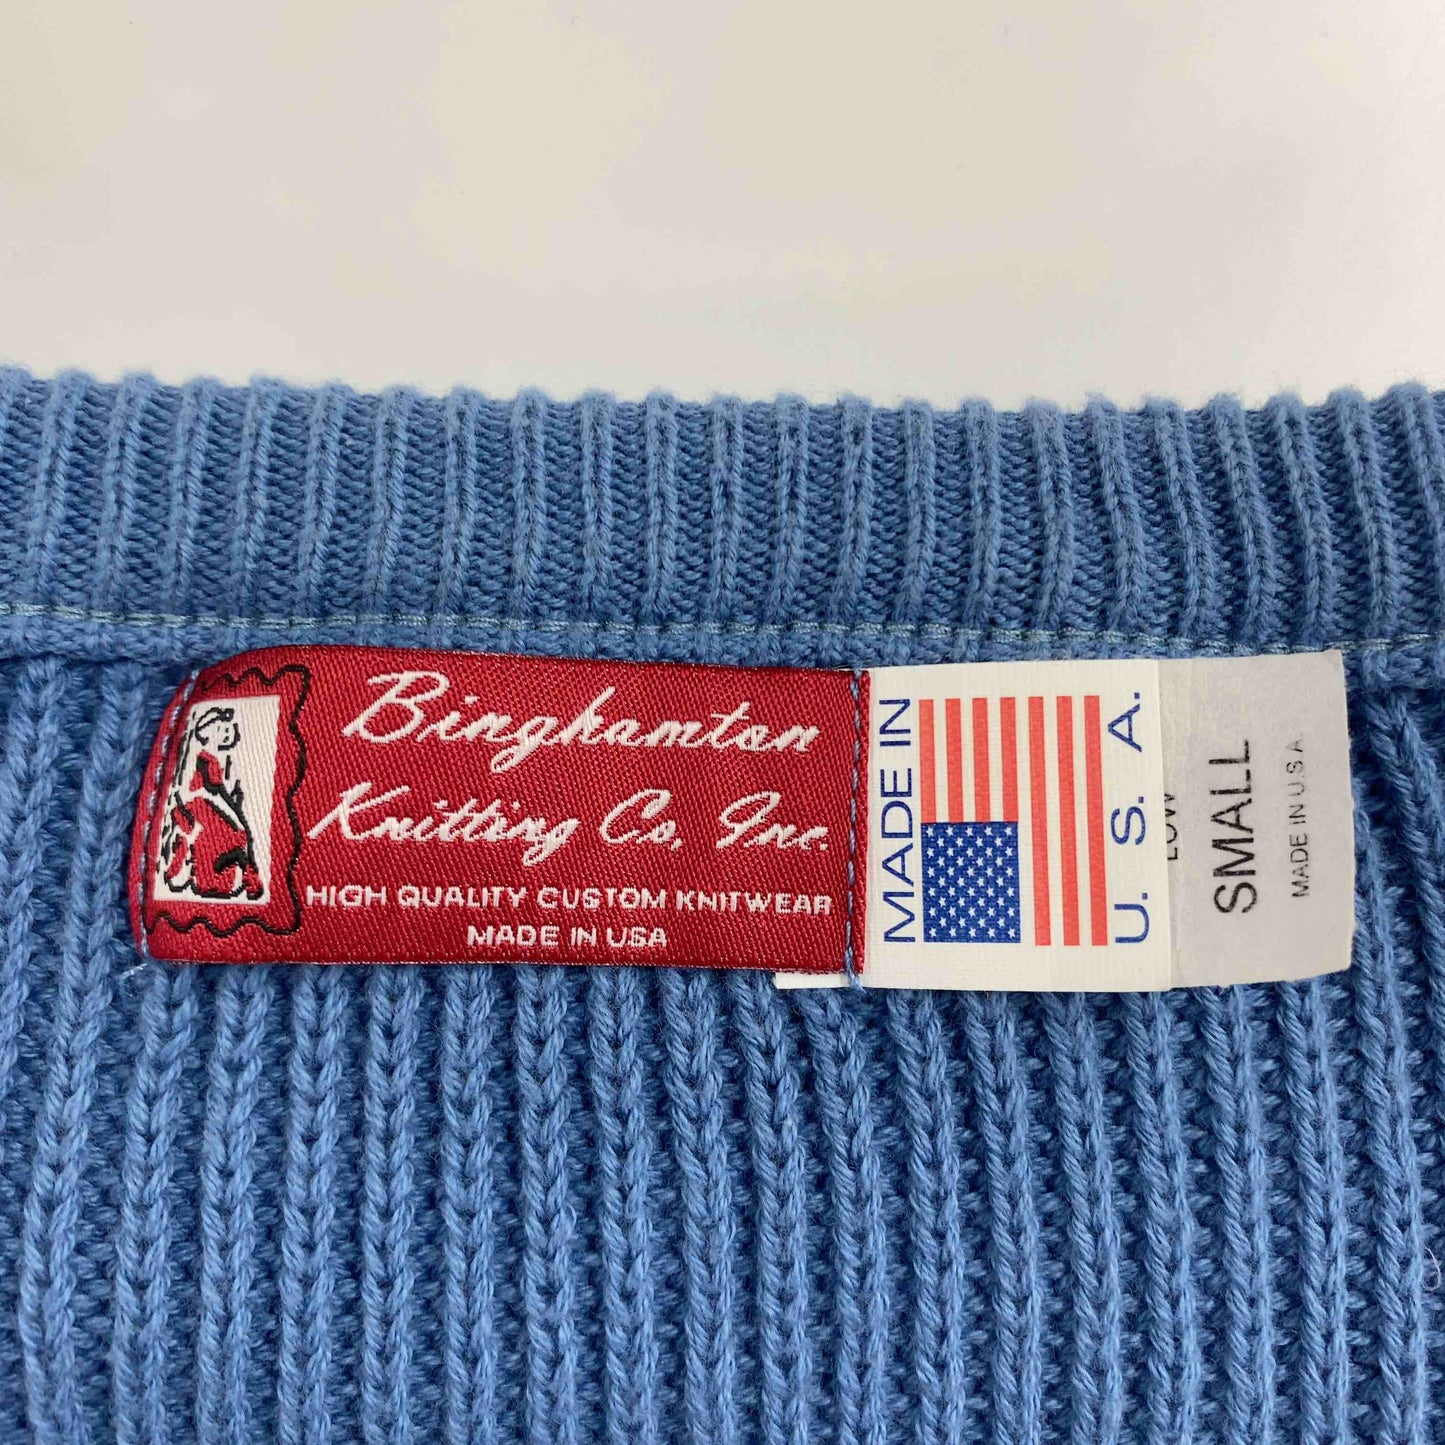 Binghamton
Knitting Co, Inc.
HIGH QUALITY CUSTOM KNITWEAR
MADE IN USA
MADE IN
U. S. A.
LOW
SMALL
MADE IN U.S.A